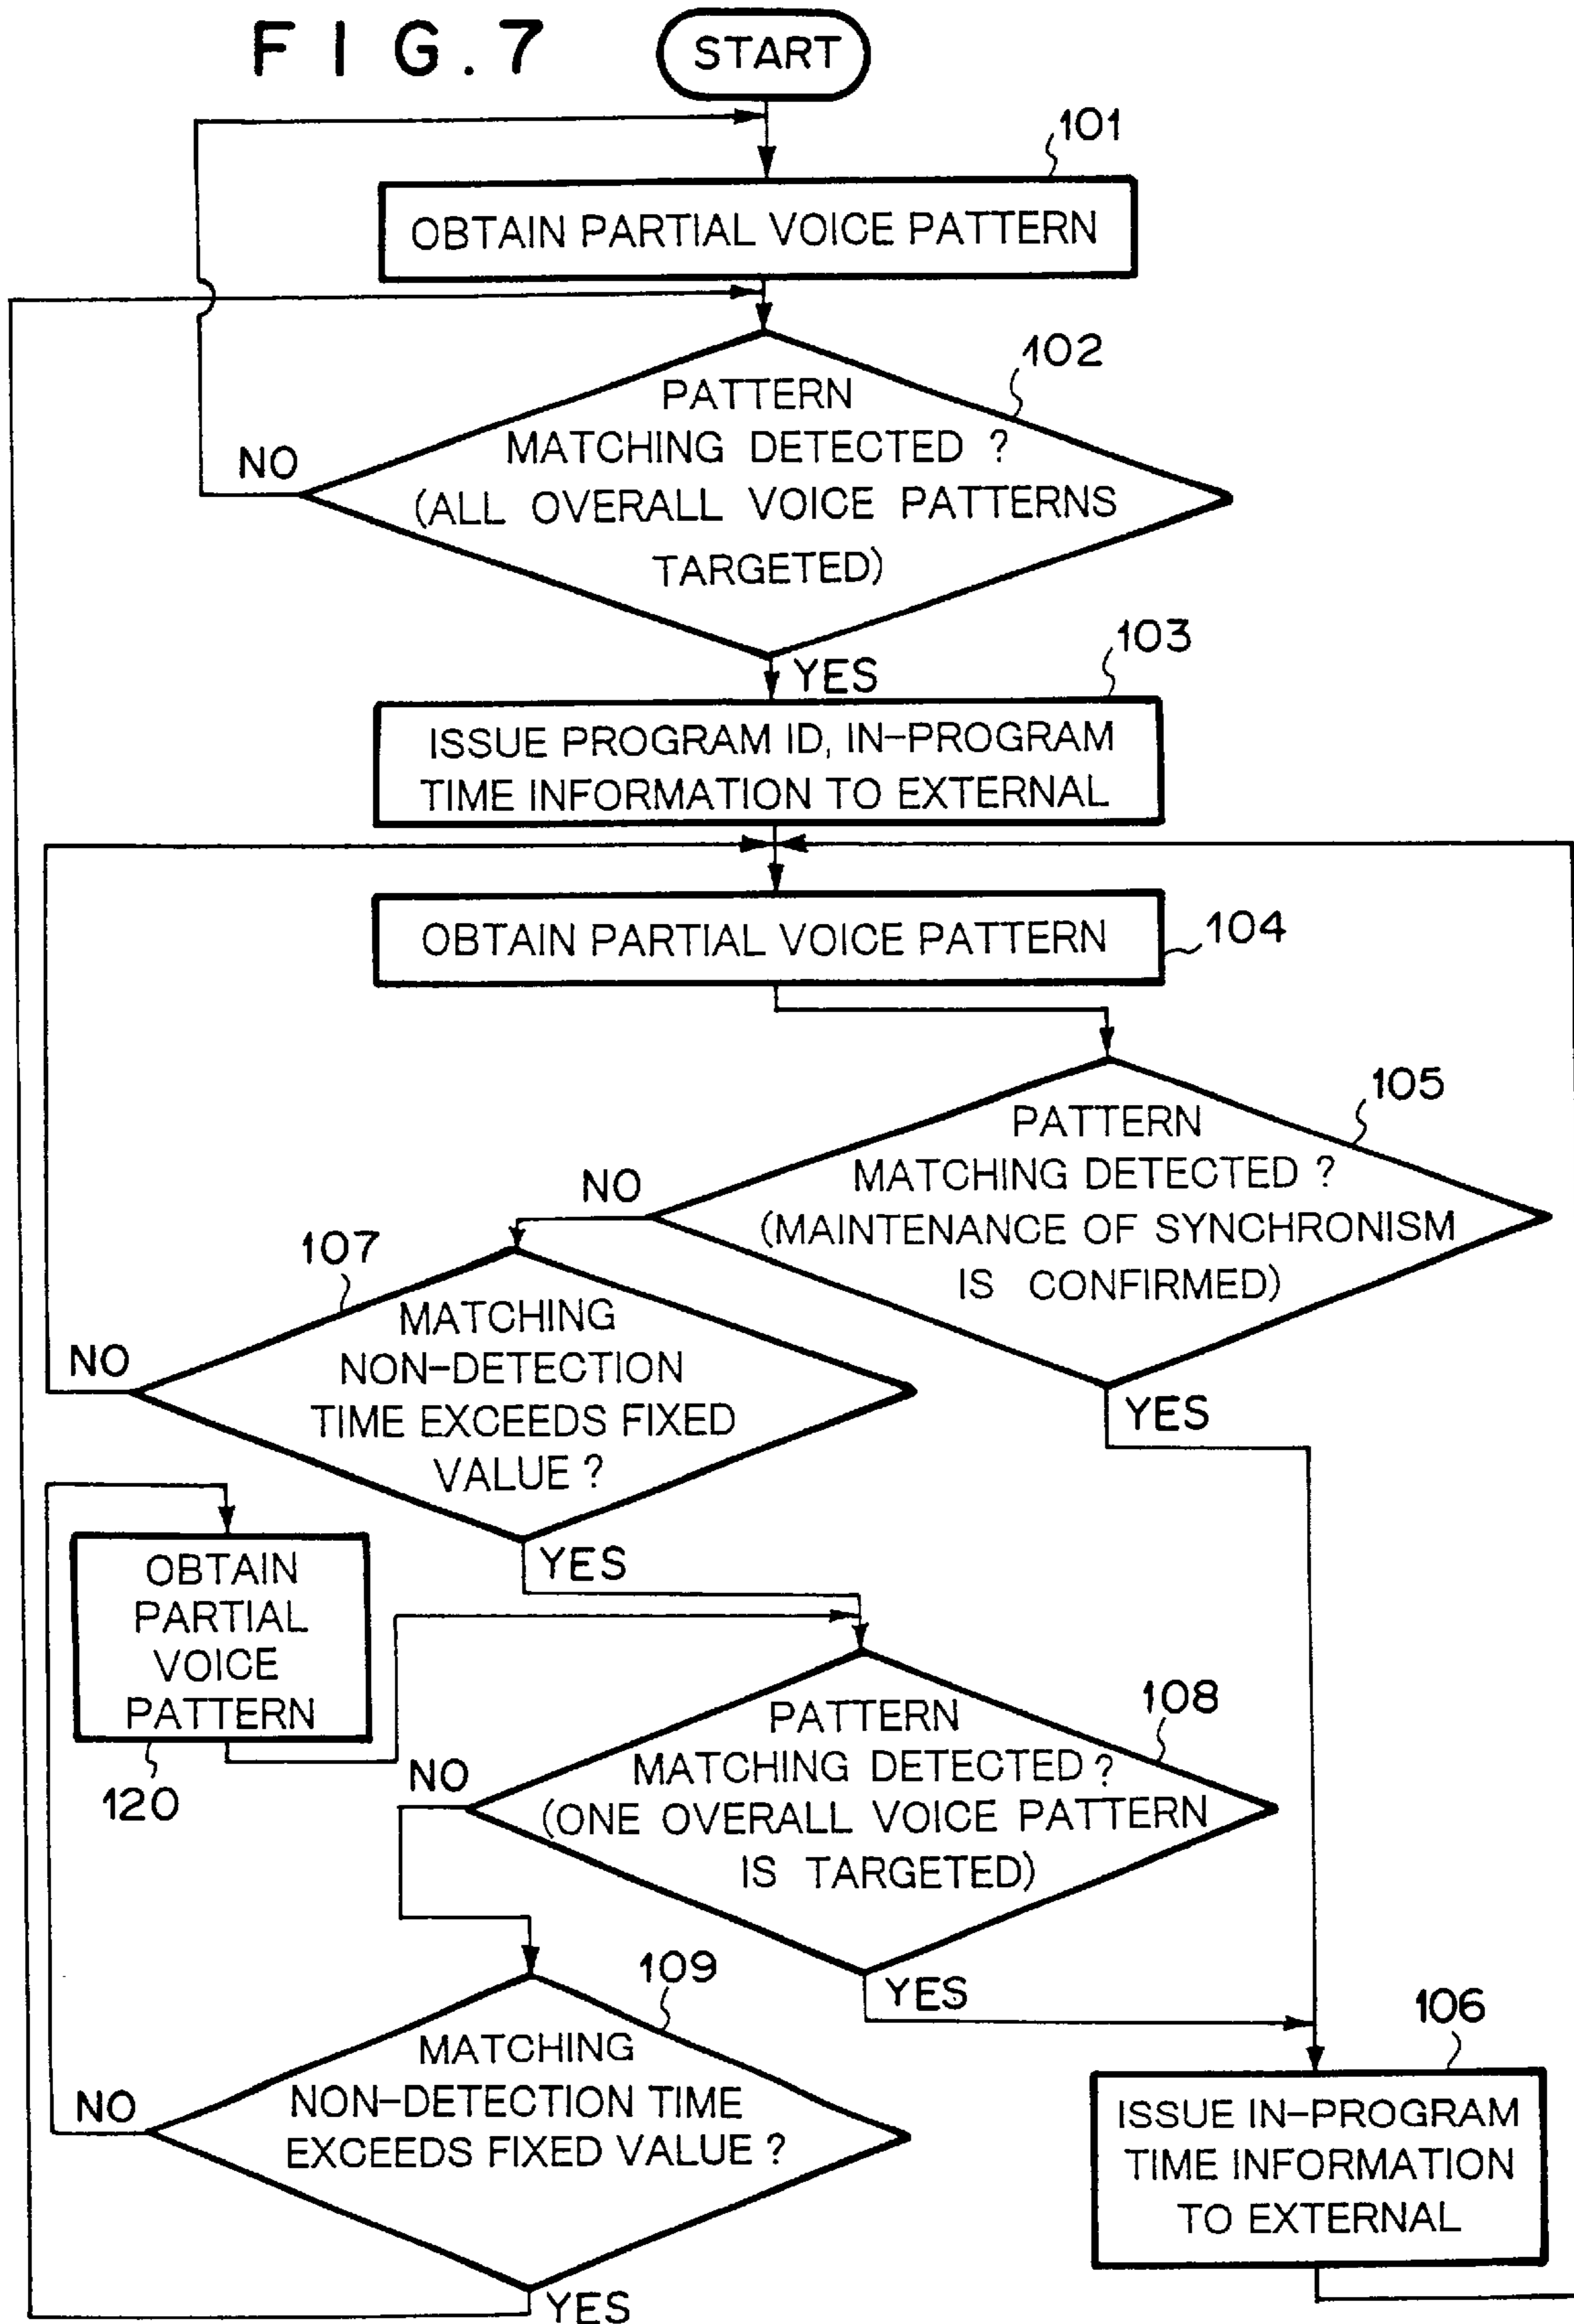 FIG.7
START
101
OBTAIN PARTIAL VOICE PATTERN
102
PATTERN
MATCHING DETECTED ?
(ALL OVERALL VOICE PATTERNS
TARGETED)
NO
YES
103
ISSUE PROGRAM ID, IN-PROGRAM
TIME INFORMATION TO EXTERNAL
OBTAIN PARTIAL VOICE PATTERN
104
105
PATTERN
MATCHING DETECTED ?
(MAINTENANCE OF SYNCHRONISM
IS CONFIRMED)
NO
YES
107
MATCHING
NON-DETECTION
TIME EXCEEDS FIXED
VALUE ?
NO
YES
OBTAIN
PARTIAL
VOICE
PATTERN
120
108
PATTERN
MATCHING DETECTED ?
(ONE OVERALL VOICE PATTERN
IS TARGETED)
NO
YES
109
MATCHING
NON-DETECTION TIME
EXCEEDS FIXED VALUE ?
NO
YES
106
ISSUE IN-PROGRAM
TIME INFORMATION
TO EXTERNAL